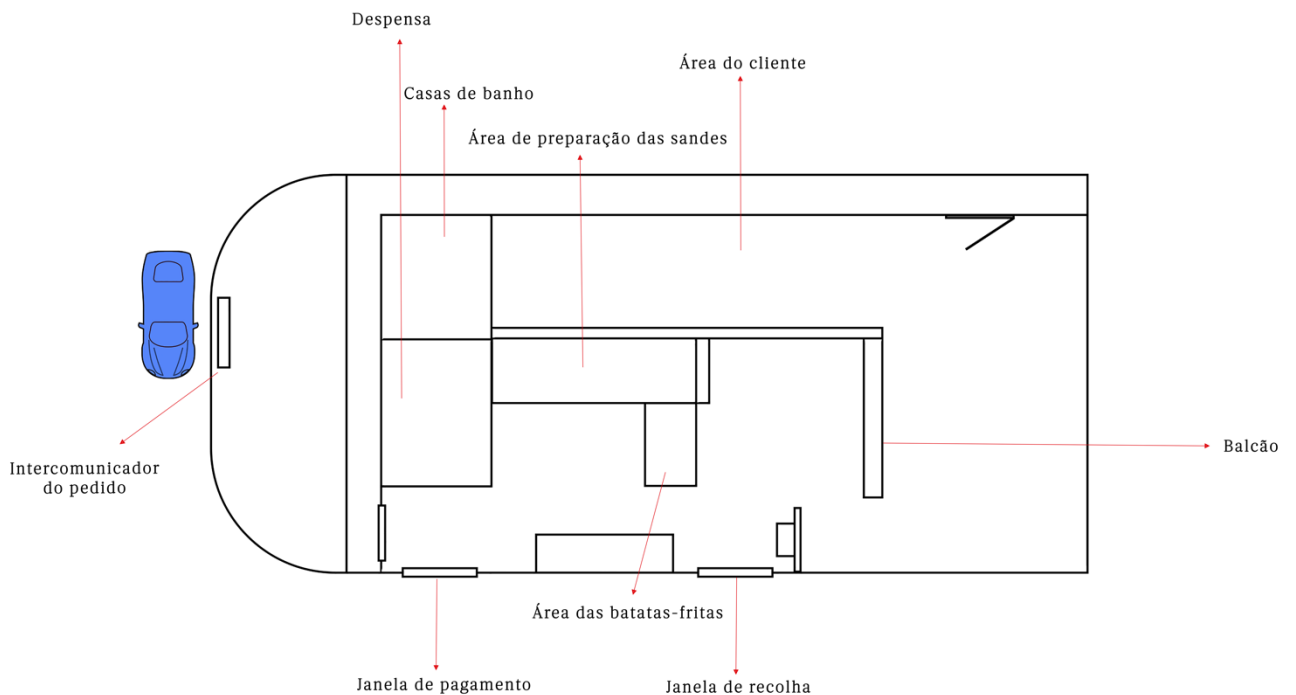 Despensa
Área do cliente
Casas de banho
Área de preparação das sandes
Balcão
Intercomunicador
do pedido
Área das batatas-fritas
Janela de pagamento
Janela de recolha